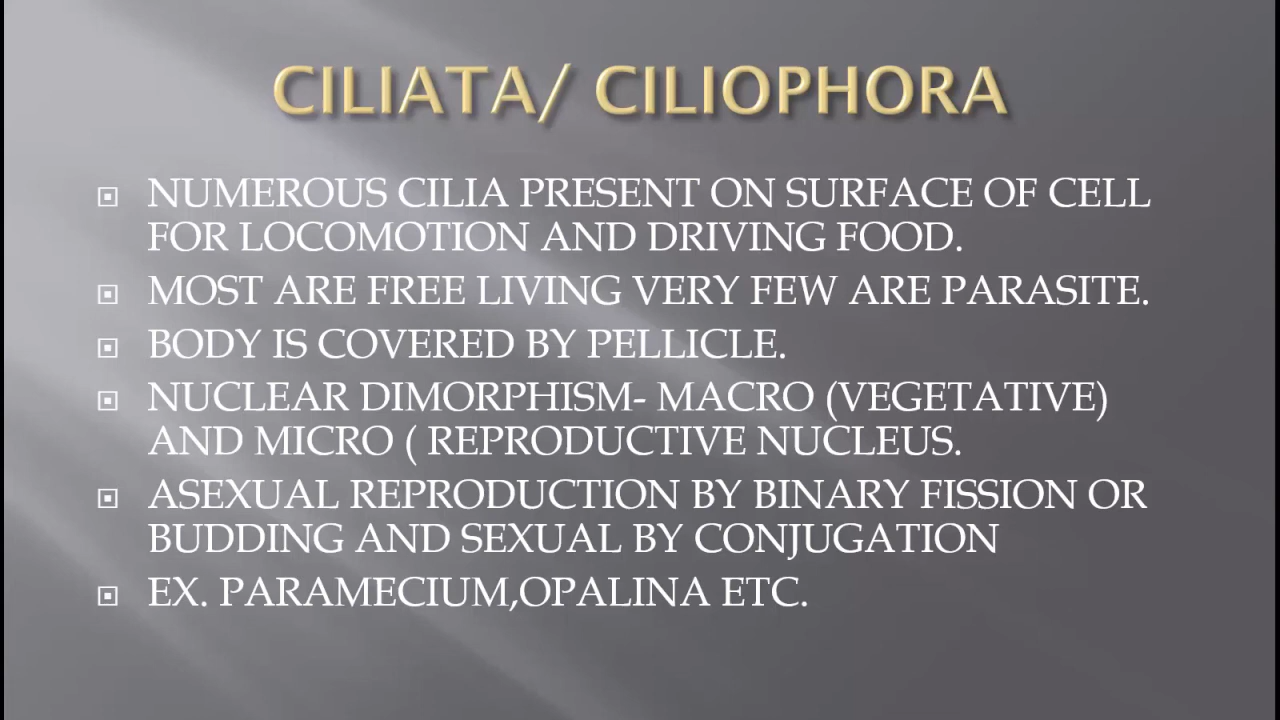 CILIATA/ CILIOPHORA
NUMEROUS CILIA PRESENT ON SURFACE OF CELL
FOR LOCOMOTION AND DRIVING FOOD.
MOST ARE FREE LIVING VERY FEW ARE PARASITE.
BODY IS COVERED BY PELLICLE.
NUCLEAR DIMORPHISM- MACRO (VEGETATIVE)
AND MICRO ( REPRODUCTIVE NUCLEUS.
ASEXUAL REPRODUCTION BY BINARY FISSION OR
BUDDING AND SEXUAL BY CONJUGATION
EX. PARAMECIUM,OPALINA ETC.